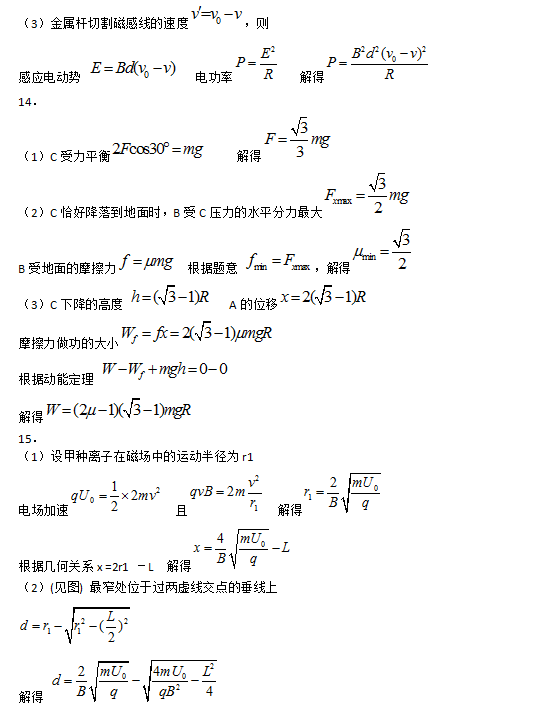 （3）金属杆切割磁感线的速度 v′=v₀−v，则
感应电动势 E=Bd(v₀−v) 电功率 P=E²/R 解得 P=B²d²(v₀−v)²/R
14．
（1）C 受力平衡 2Fcos30°=mg 解得 F=(√3/3)mg
（2）C 恰好降落到地面时，B 受 C 压力的水平分力最大 Fₓₘₐₓ=(√3/2)mg
B 受地面的摩擦力 f=μmg 根据题意 fₘᵢₙ=Fₓₘₐₓ，解得 μₘᵢₙ=√3/2
（3）C 下降的高度 h=(√3−1)R A 的位移 x=2(√3−1)R
摩擦力做功的大小 W_f=fx=2(√3−1)μmgR
根据动能定理 W−W_f+mgh=0−0
解得 W=(2μ−1)(√3−1)mgR
15．
（1）设甲种离子在磁场中的运动半径为 r1
电场加速 qU₀=1/2×2mv² 且 qvB=2m v²/r₁ 解得 r₁=(2/B)√(mU₀/q)
根据几何关系 x =2r1 −L 解得 x=(4/B)√(mU₀/q)−L
（2）(见图) 最窄处位于过两虚线交点的垂线上
d=r₁−√(r₁²−(L/2)²)
解得 d=(2/B)√(mU₀/q)−√(4mU₀/(qB²)−L²/4)